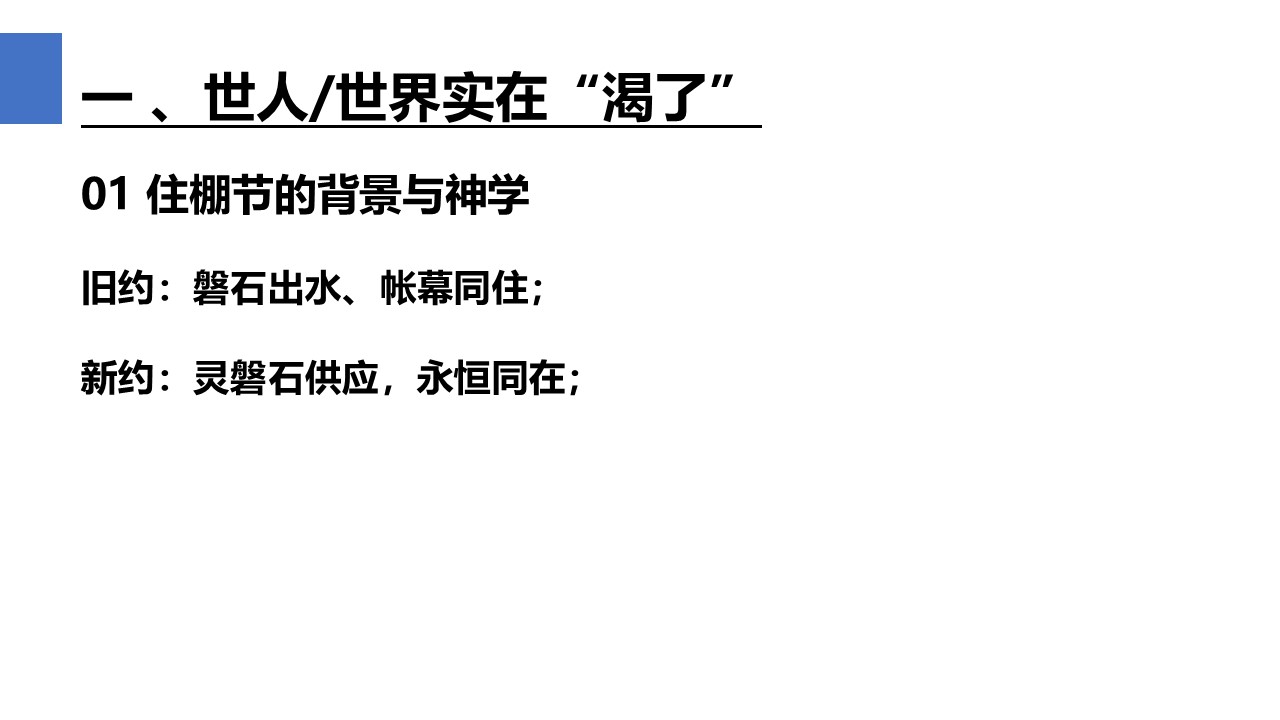 一 、世人/世界实在“渴了”
01 住棚节的背景与神学
旧约：磐石出水、帐幕同住；
新约：灵磐石供应，永恒同在；